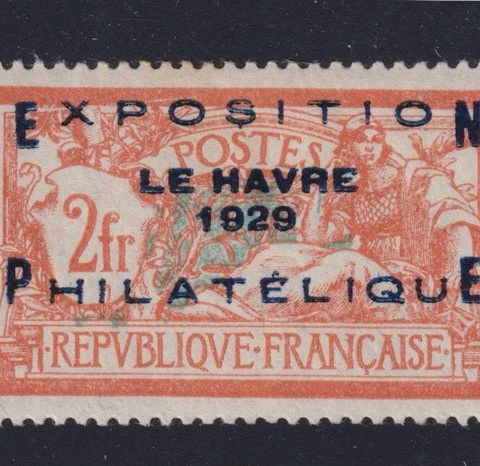 EXPOSITION
POSTES
LE HAVRE
1929
2fr
PHILATÉLIQUE
·REPVBLIQVE·FRANÇAISE·